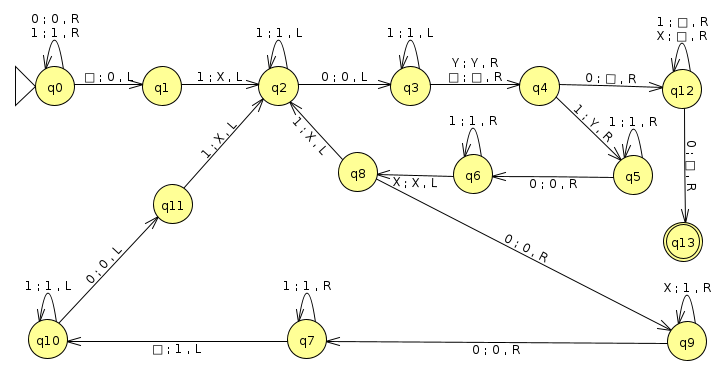 0 ; 0 , R
1 ; 1 , R
1 ; 1 , L
1 ; 1 , L
1 ; □ , R
X ; □ , R
q0
□ ; 0 , L
q1
1 ; X , L
q2
0 ; 0 , L
q3
Y ; Y , R
□ ; □ , R
q4
0 ; □ , R
q12
1 ; X , L
1 ; X , L
1 ; 1 , R
1 ; Y , R
1 ; 1 , R
0 ; □ , R
q8
X ; X , L
q6
0 ; 0 , R
q5
q11
q13
0 ; 0 , L
0 ; 0 , R
1 ; 1 , L
1 ; 1 , R
X ; 1 , R
q10
□ ; 1 , L
q7
0 ; 0 , R
q9